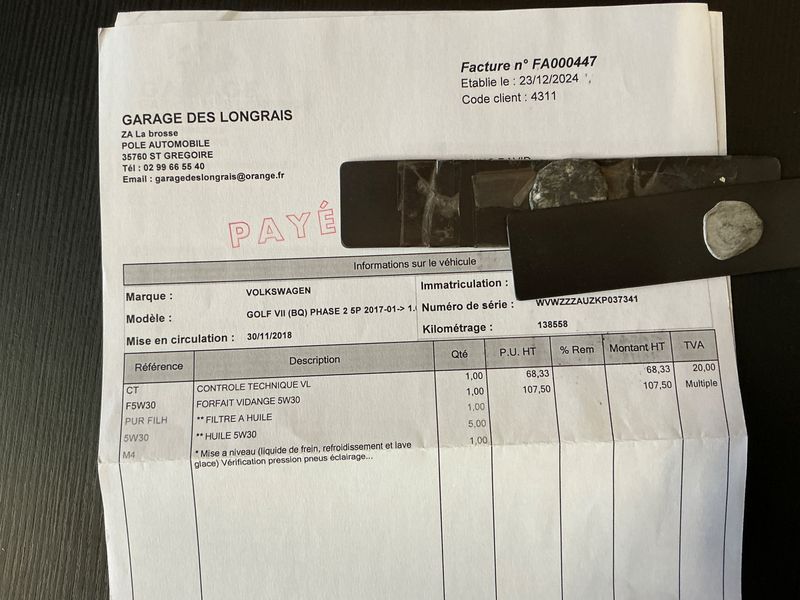 Facture n° FA000447
Etablie le : 23/12/2024
Code client : 4311
GARAGE DES LONGRAIS
ZA La brosse
POLE AUTOMOBILE
35760 ST GREGOIRE
Tél : 02 99 66 55 40
Email : garagedeslongrais@orange.fr
PAYÉ
Informations sur le véhicule
Marque : VOLKSWAGEN
Immatriculation :
Modèle : GOLF VII (BQ) PHASE 2 5P 2017-01-> 1.
Numéro de série : WVWZZZAUZKP037341
Mise en circulation : 30/11/2018
Kilométrage : 138558
Référence Description Qté P.U. HT % Rem Montant HT TVA
CT CONTROLE TECHNIQUE VL 1,00 68,33 68,33 20,00
F5W30 FORFAIT VIDANGE 5W30 1,00 107,50 107,50 Multiple
PUR FILH ** FILTRE A HUILE 1,00
5W30 ** HUILE 5W30 5,00
M4 * Mise a niveau (liquide de frein, refroidissement et lave 1,00
glace) Vérification pression pneus éclairage...